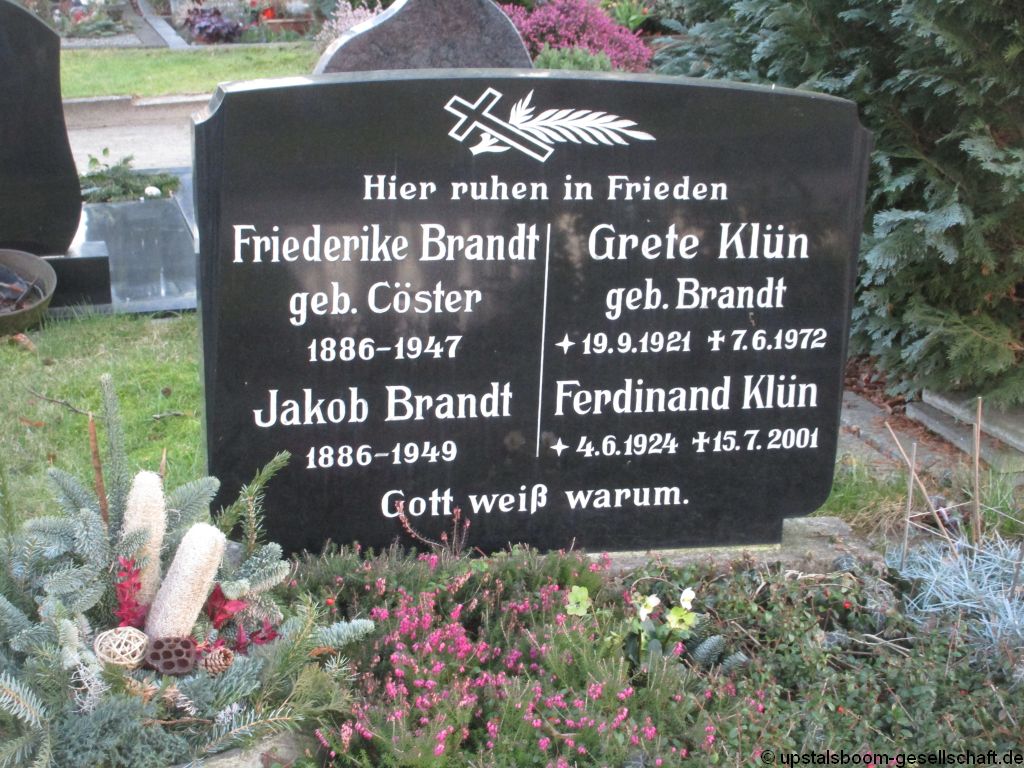 Hier ruhen in Frieden
Friederike Brandt
geb. Cöster
1886-1947
Jakob Brandt
1886-1949
Grete Klün
geb. Brandt
✦ 19.9.1921 ✝ 7.6.1972
Ferdinand Klün
✦ 4.6.1924 ✝ 15.7.2001
Gott weiß warum.
© upstalsboom-gesellschaft.de